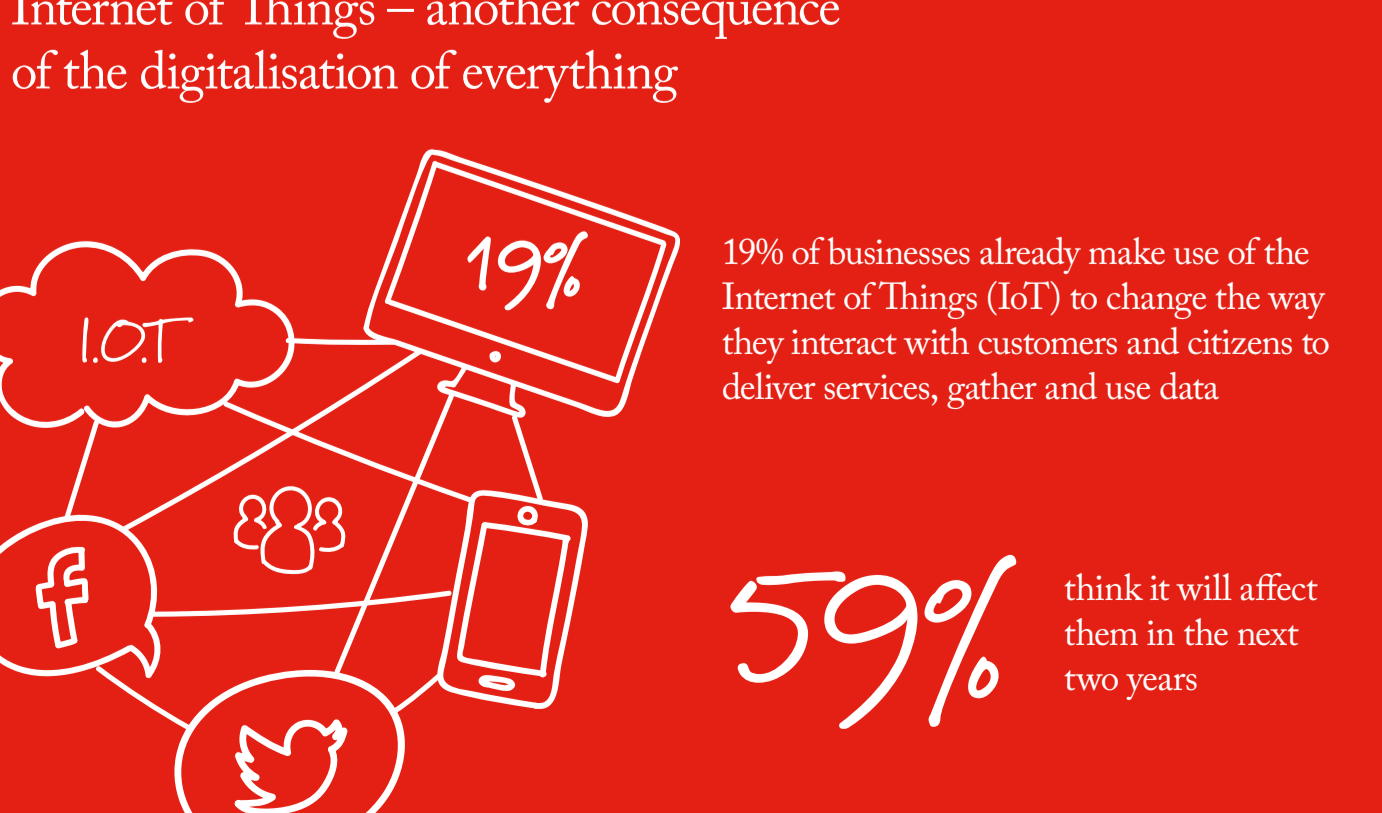 Internet of Things – another consequence
of the digitalisation of everything
19%
I.O.T
19% of businesses already make use of the
Internet of Things (IoT) to change the way
they interact with customers and citizens to
deliver services, gather and use data
59%
think it will affect
them in the next
two years